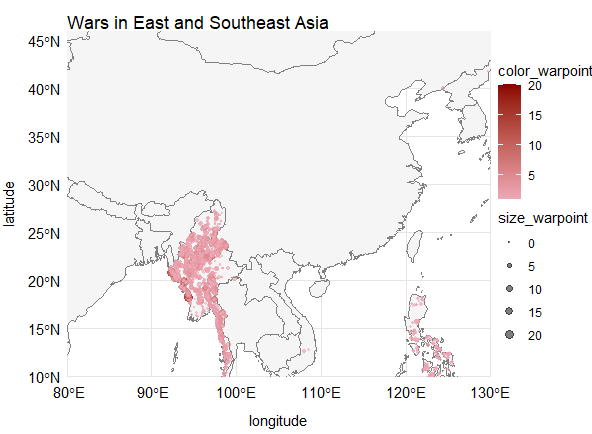 Wars in East and Southeast Asia
45°N
40°N
35°N
30°N
25°N
20°N
15°N
10°N
latitude
80°E 90°E 100°E 110°E 120°E 130°E
longitude
color_warpoint
20
15
10
5
size_warpoint
0
5
10
15
20